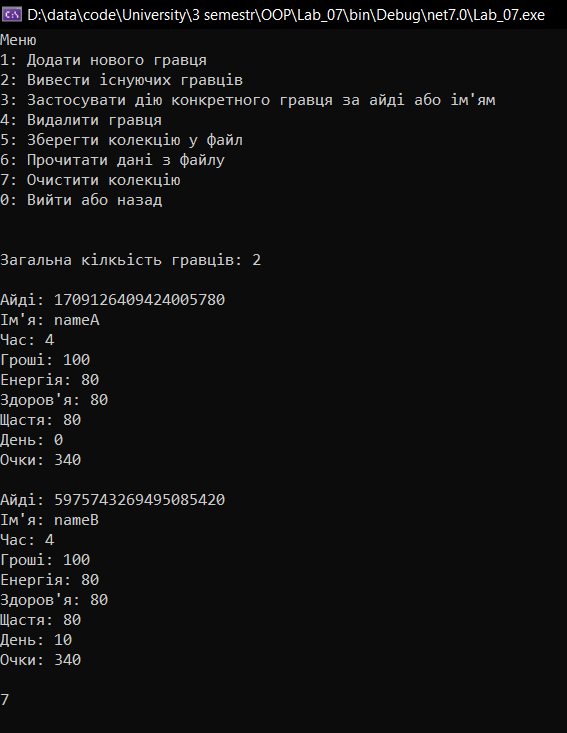 D:\data\code\University\3 semestr\OOP\Lab_07\bin\Debug\net7.0\Lab_07.exe
Меню
1: Додати нового гравця
2: Вивести існуючих гравців
3: Застосувати дію конкретного гравця за айді або ім'ям
4: Видалити гравця
5: Зберегти колекцію у файл
6: Прочитати дані з файлу
7: Очистити колекцію
0: Вийти або назад
Загальна кілкьість гравців: 2
Айді: 1709126409424005780
Ім'я: nameA
Час: 4
Гроші: 100
Енергія: 80
Здоров'я: 80
Щастя: 80
День: 0
Очки: 340
Айді: 5975743269495085420
Ім'я: nameB
Час: 4
Гроші: 100
Енергія: 80
Здоров'я: 80
Щастя: 80
День: 10
Очки: 340
7